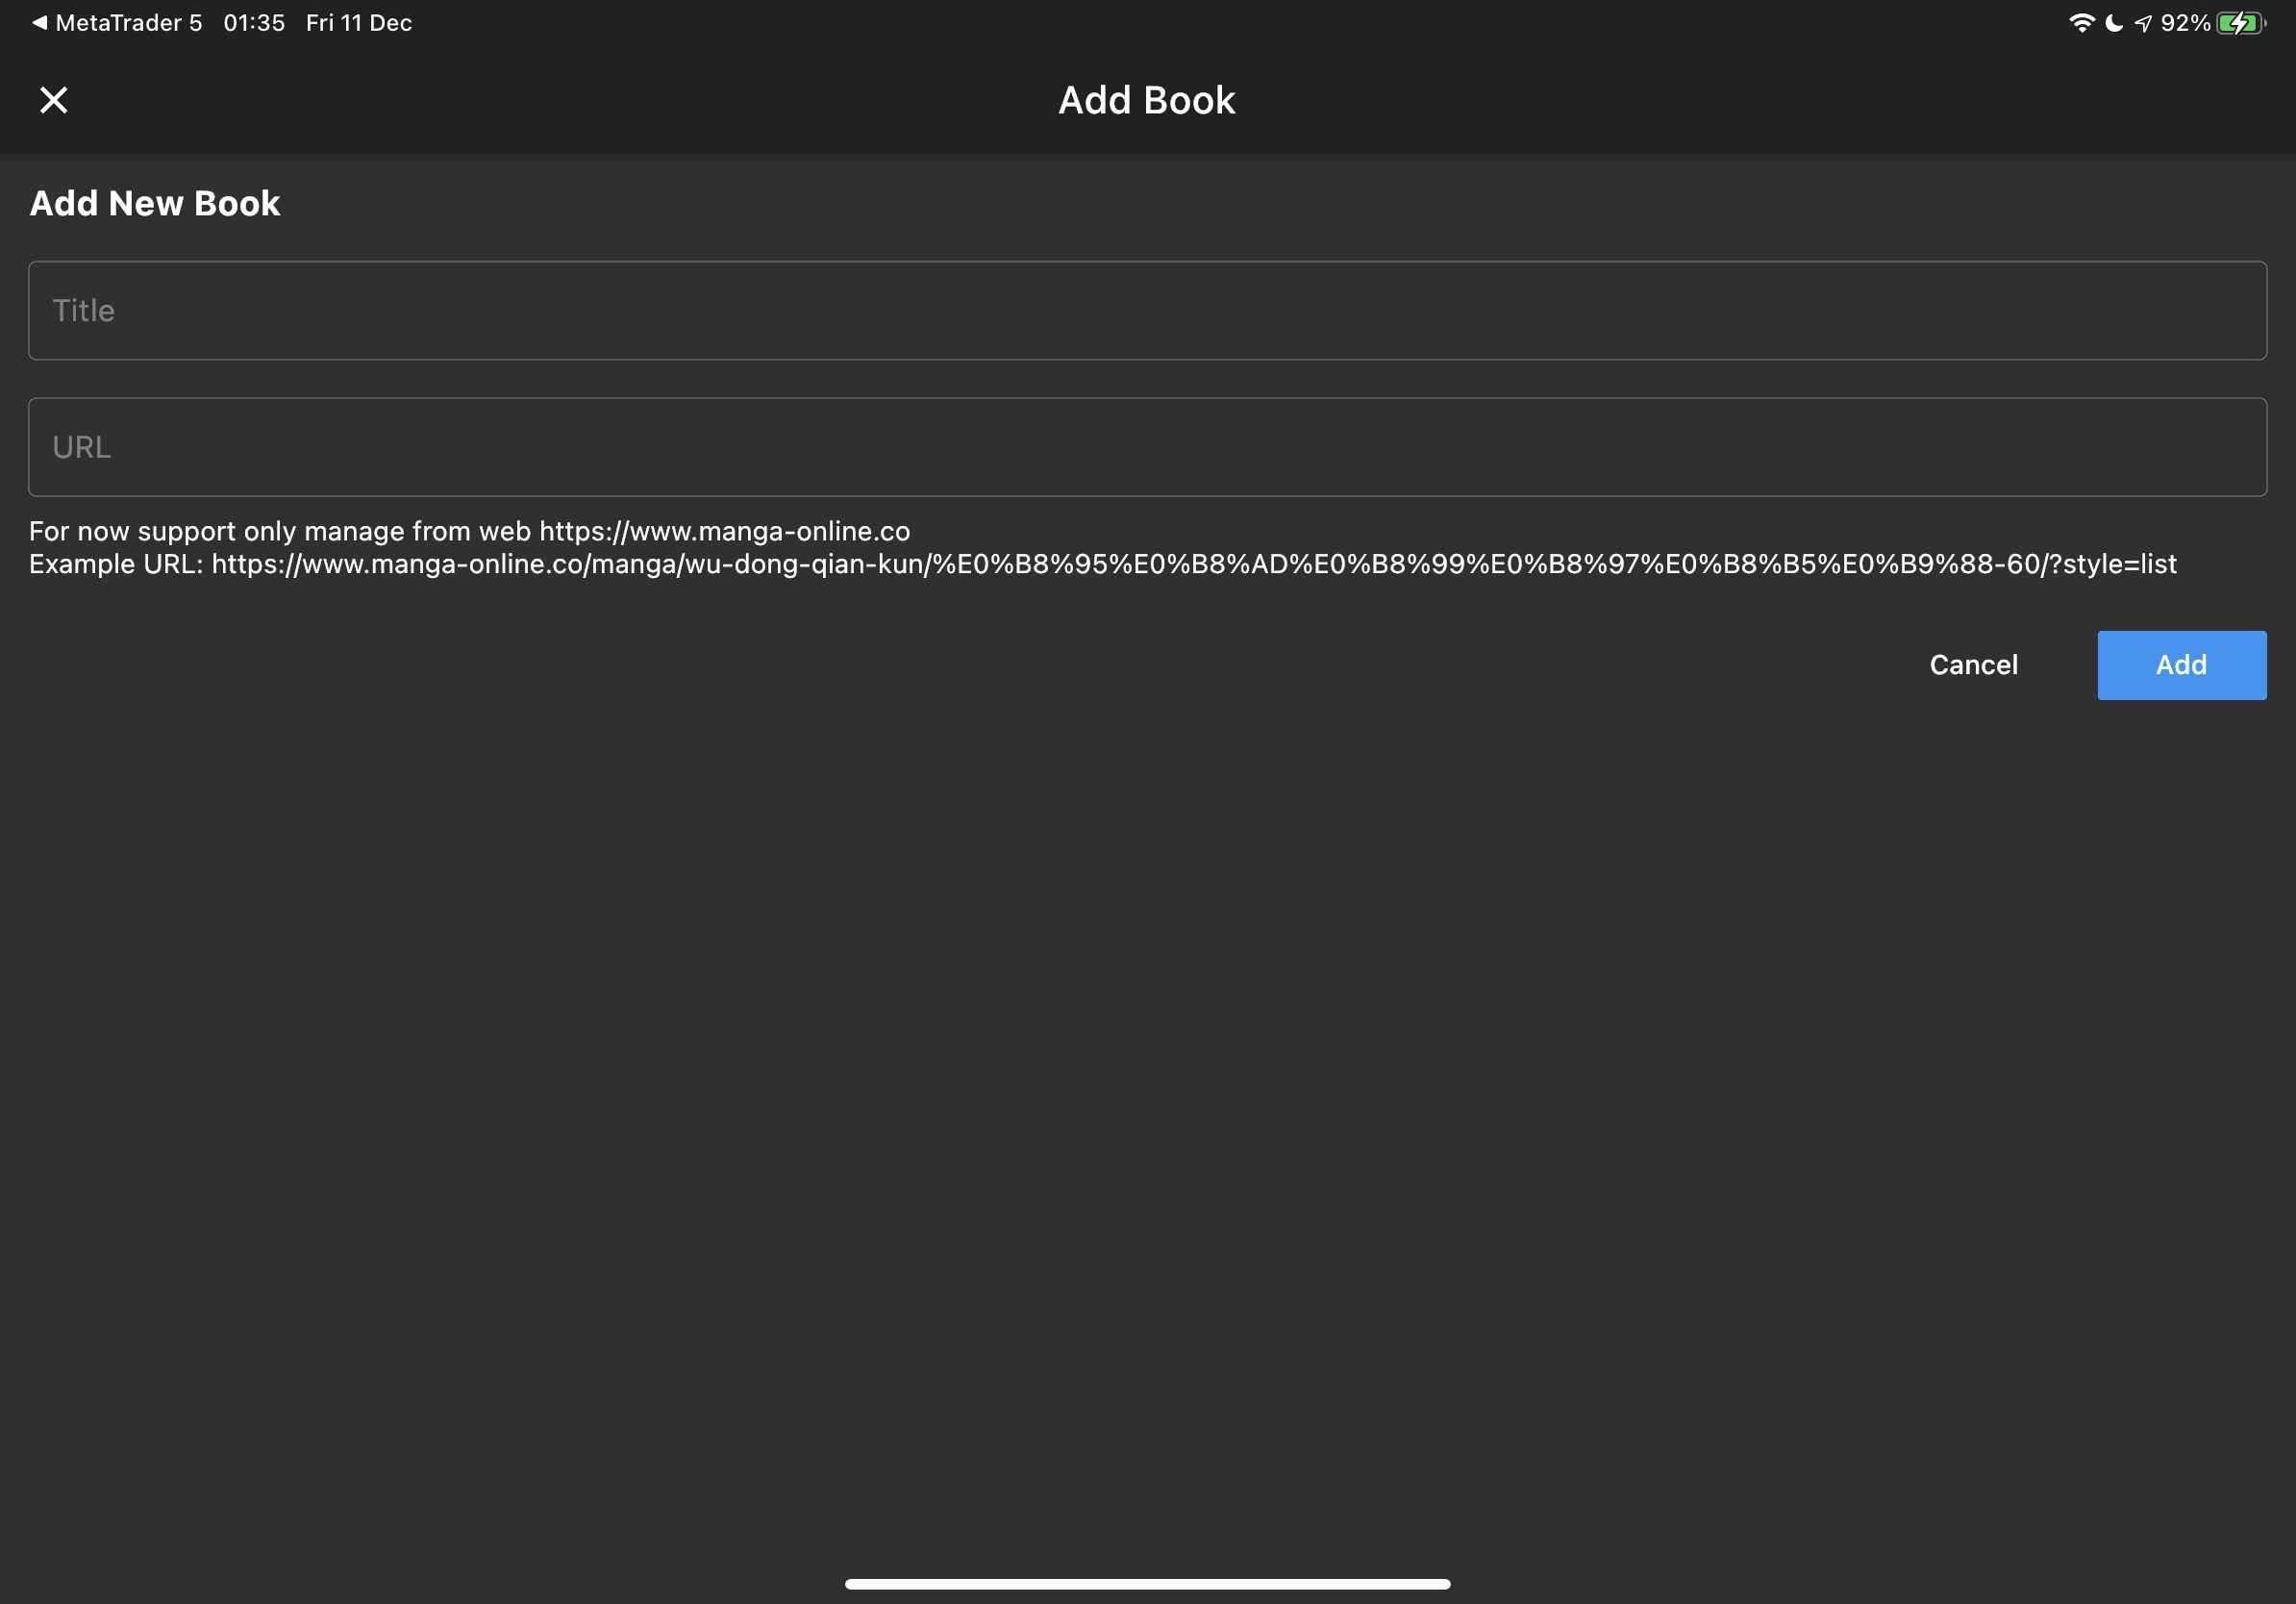 MetaTrader 5 01:35 Fri 11 Dec 92%
Add Book
Add New Book
Title
URL
For now support only manage from web https://www.manga-online.co
Example URL: https://www.manga-online.co/manga/wu-dong-qian-kun/%E0%B8%95%E0%B8%AD%E0%B8%99%E0%B8%97%E0%B8%B5%E0%B9%88-60/?style=list
Cancel Add